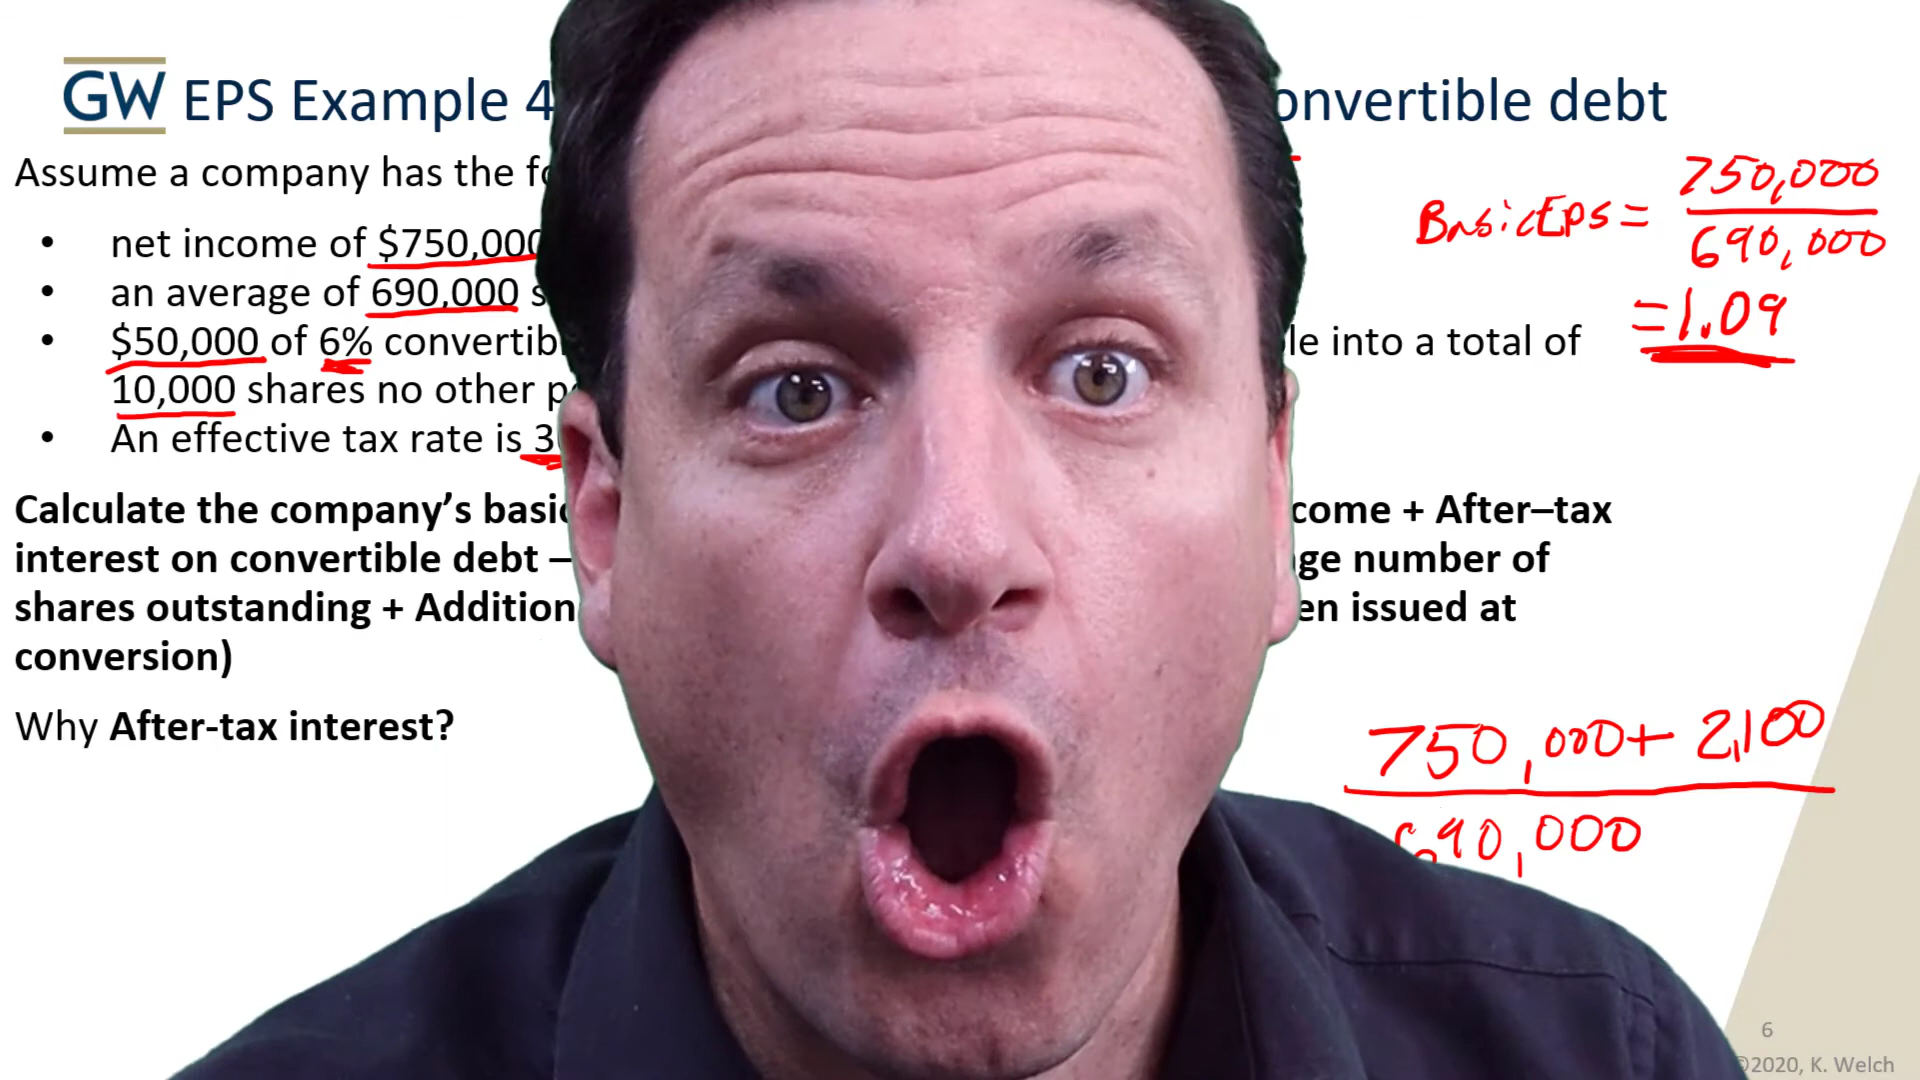 GW EPS Example 4 onvertible debt
Assume a company has the fo
BasicEps = 750,000
690,000
= 1.09
• net income of $750,000
• an average of 690,000 s
• $50,000 of 6% convertib le into a total of
10,000 shares no other p
• An effective tax rate is 3
Calculate the company’s basic come + After–tax
interest on convertible debt – ge number of
shares outstanding + Addition en issued at
conversion)
Why After-tax interest?
750,000 + 2,100
690,000
6
©2020, K. Welch